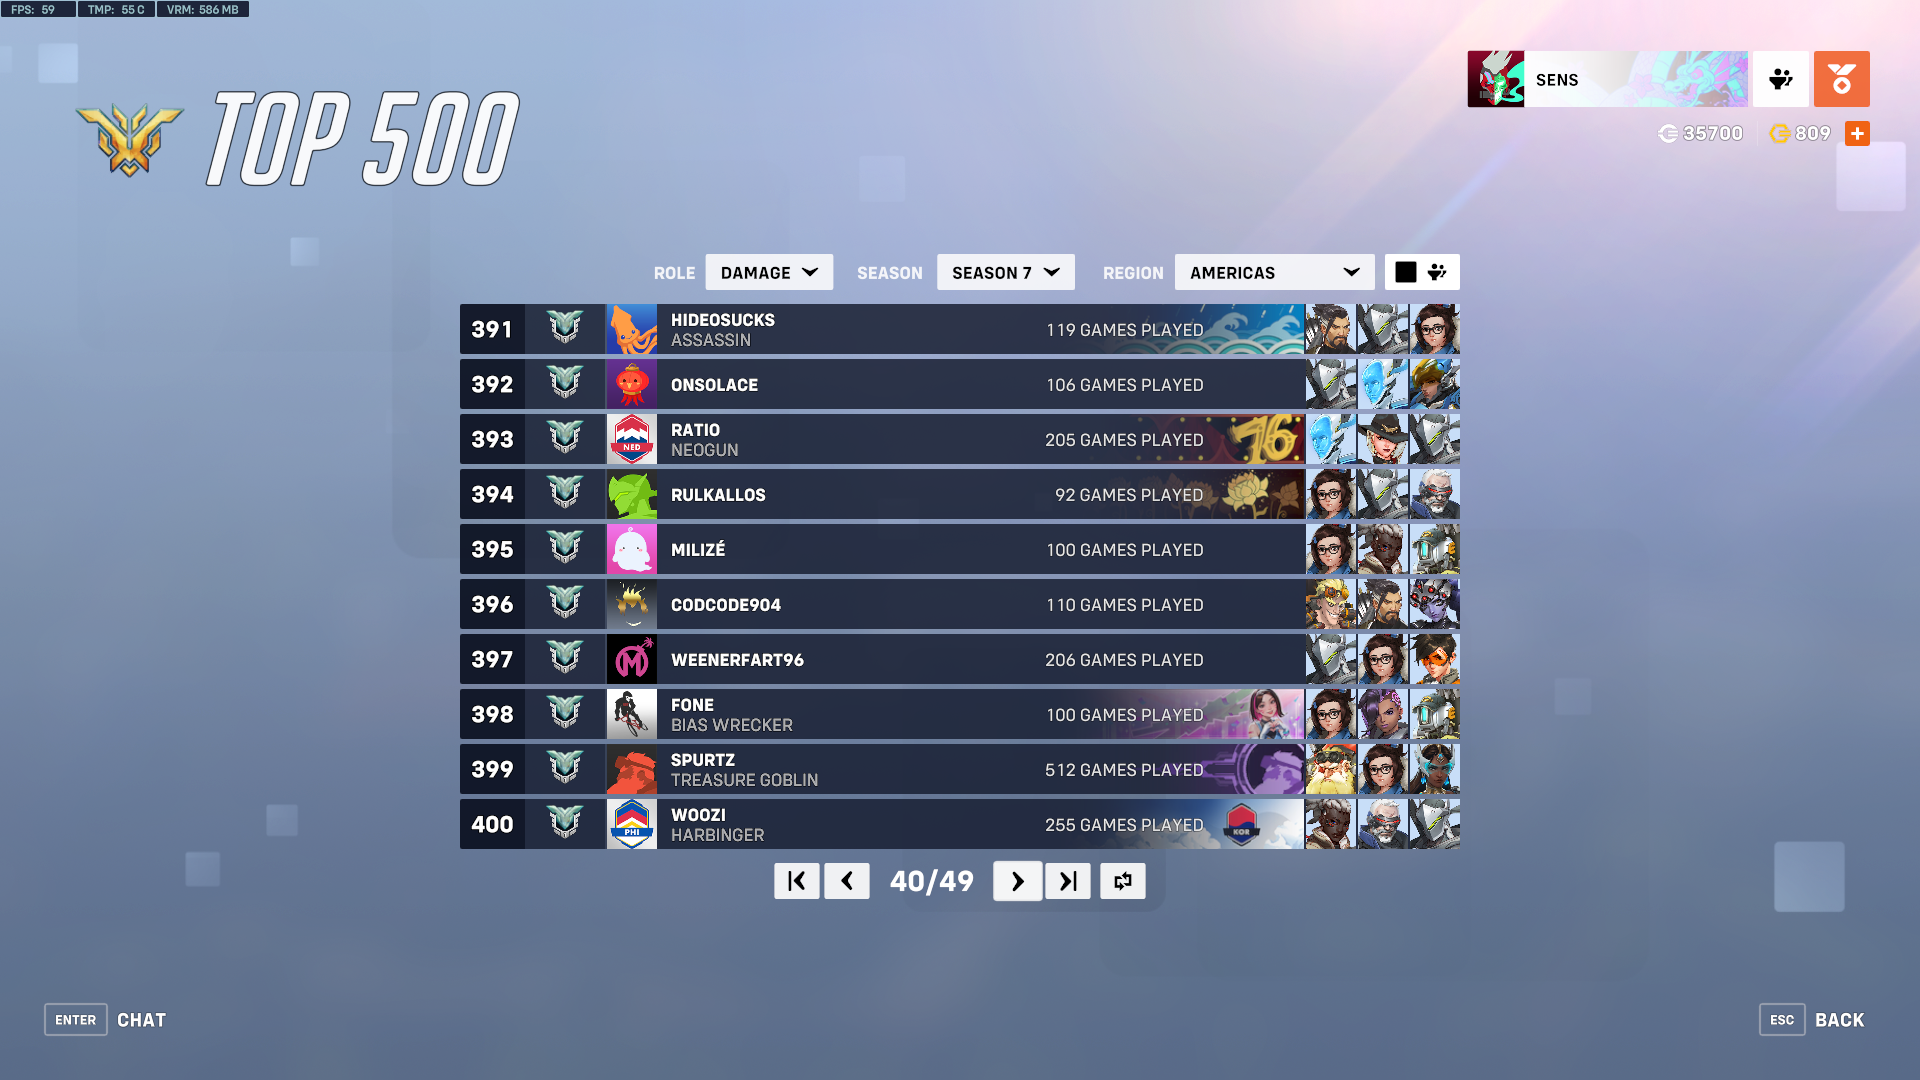 FPS: 59 TMP: 55 C VRM: 586 MB
TOP 500
SENS
35700 809
ROLE DAMAGE SEASON SEASON 7 REGION AMERICAS
391 HIDEOSUCKS 119 GAMES PLAYED
ASSASSIN
392 ONSOLACE 106 GAMES PLAYED
393 NED RATIO 205 GAMES PLAYED 76
NEOGUN
394 RULKALLOS 92 GAMES PLAYED
395 MILIZÉ 100 GAMES PLAYED
396 CODCODE904 110 GAMES PLAYED
397 M WEENERFART96 206 GAMES PLAYED
398 FONE 100 GAMES PLAYED
BIAS WRECKER
399 SPURTZ 512 GAMES PLAYED
TREASURE GOBLIN
400 PHI WOOZI 255 GAMES PLAYED KOR
HARBINGER
40/49
ENTER CHAT
ESC BACK